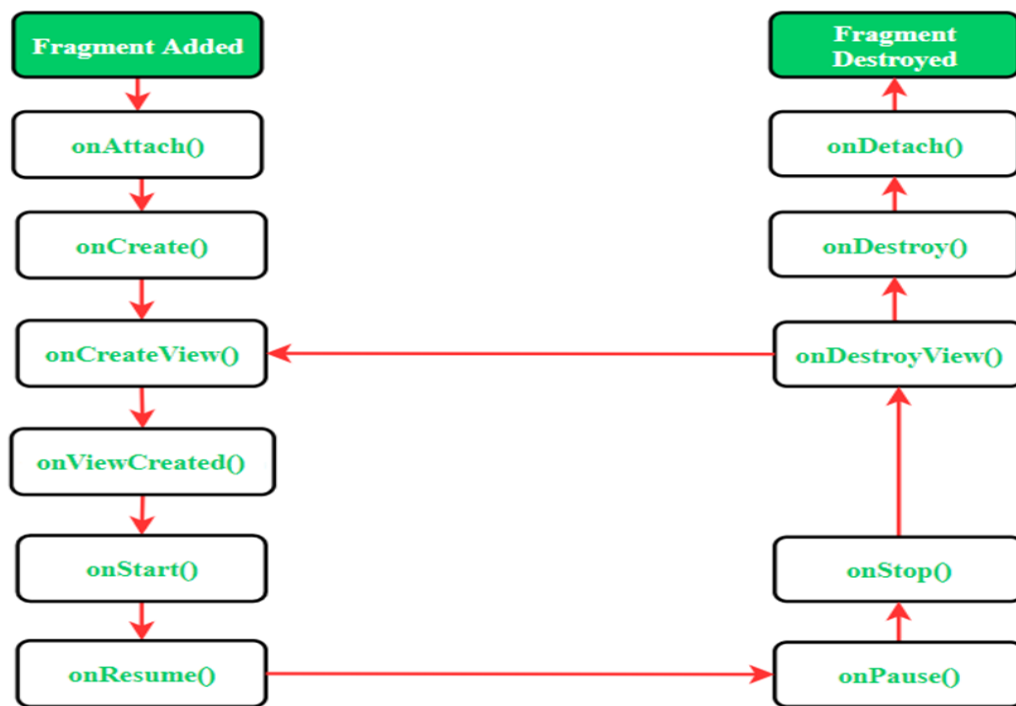 Fragment Added
onAttach()
onCreate()
onCreateView()
onViewCreated()
onStart()
onResume()
Fragment
Destroyed
onDetach()
onDestroy()
onDestroyView()
onStop()
onPause()